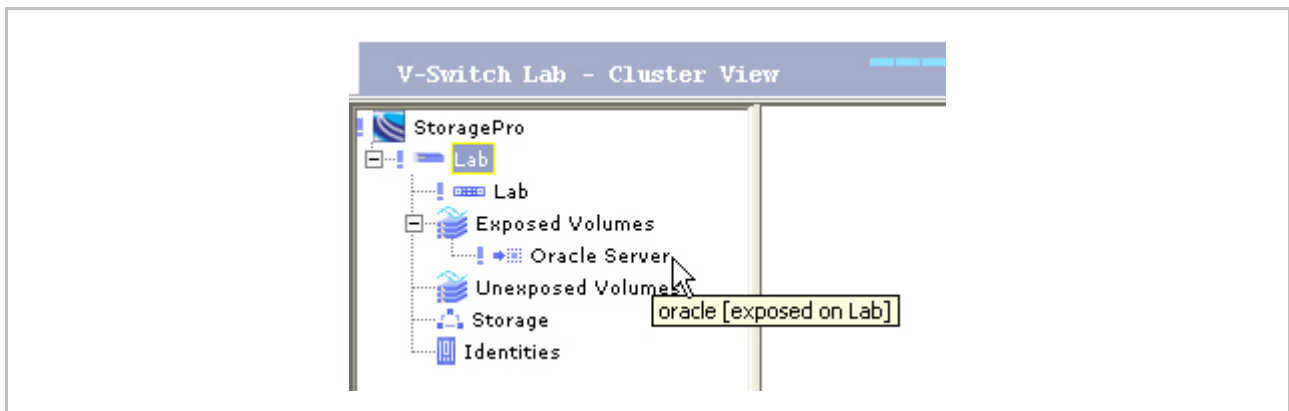 V-Switch Lab - Cluster View
StoragePro
Lab
Lab
Exposed Volumes
Oracle Server
Unexposed Volumes
oracle [exposed on Lab]
Storage
Identities